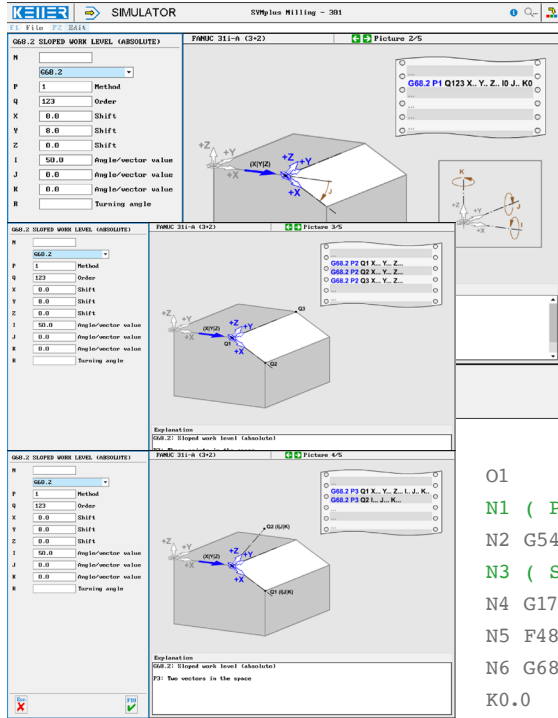 KELLER SIMULATOR SYMplus Milling - 301
F1 File F2 Edit
G68.2 SLOPED WORK LEVEL (ABSOLUTE)
FANUC 31i-A (3+2) Picture 2/5
N
G68.2
P 1 Method
Q 123 Order
X 0.0 Shift
Y 8.0 Shift
Z 0.0 Shift
I 50.0 Angle/vector value
J 0.0 Angle/vector value
K 0.0 Angle/vector value
R Turning angle
...
G68.2 P1 Q123 X.. Y.. Z.. I0 J.. K0
...
...
...
+Z
+Y
+X
(X|Y|Z)
+Z
+Y
+X
J
K
+Z
+Y
+X
J
I
G68.2 SLOPED WORK LEVEL (ABSOLUTE)
FANUC 31i-A (3+2) Picture 3/5
N
G68.2
P 1 Method
Q 123 Order
X 0.0 Shift
Y 8.0 Shift
Z 0.0 Shift
I 50.0 Angle/vector value
J 0.0 Angle/vector value
K 0.0 Angle/vector value
R Turning angle
...
G68.2 P2 Q1 X... Y... Z...
G68.2 P2 Q2 X... Y... Z...
G68.2 P2 Q3 X... Y... Z...
...
+Z
+Y
+X
(X|Y|Z)
+Z
+Y
+X
Q1
Q2
Q3
Explanation
G68.2: Sloped work level (absolute)
G68.2 SLOPED WORK LEVEL (ABSOLUTE)
FANUC 31i-A (3+2) Picture 4/5
N
G68.2
P 1 Method
Q 123 Order
X 0.0 Shift
Y 8.0 Shift
Z 0.0 Shift
I 50.0 Angle/vector value
J 0.0 Angle/vector value
K 0.0 Angle/vector value
R Turning angle
...
G68.2 P3 Q1 X... Y... Z... I.. J.. K..
G68.2 P3 Q2 I... J... K...
...
...
+Z
+Y
+X
(X|Y|Z)
+Z
+Y
+X
Q2 (I|J|K)
Q1 (I|J|K)
Explanation
G68.2: Sloped work level (absolute)
P3: Two vectors in the space
Esc
F10
O1
N1 ( P
N2 G54
N3 ( S
N4 G17
N5 F48
N6 G68
K0.0